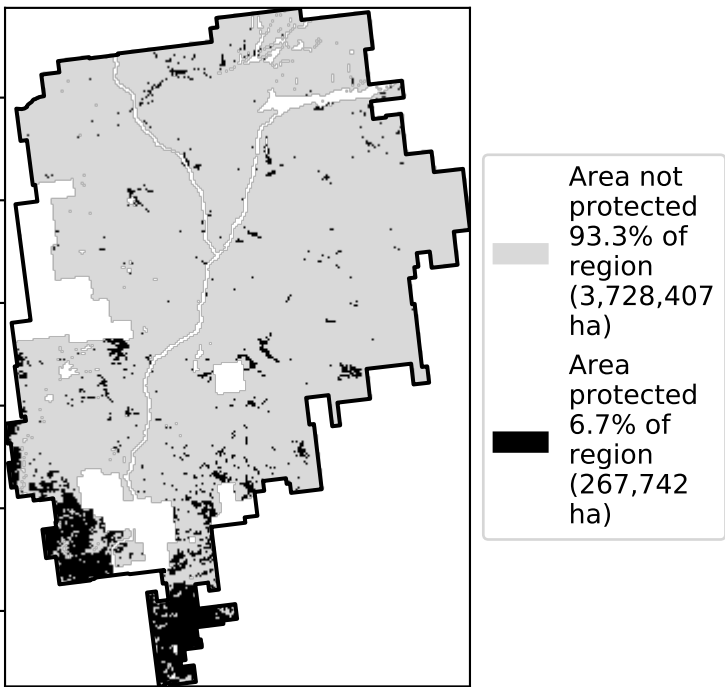 Area not
protected
93.3% of
region
(3,728,407
ha)
Area
protected
6.7% of
region
(267,742
ha)